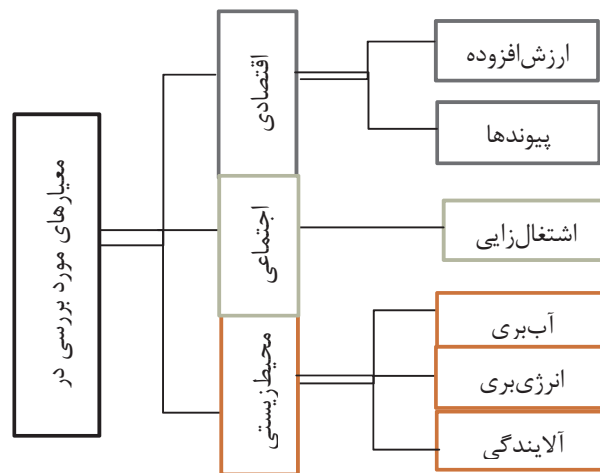 معیارهای مورد بررسی در
اقتصادی
ارزش‌افزوده
پیوندها
اجتماعی
اشتغال‌زایی
محیط‌زیستی
آب‌بری
انرژی‌بری
آلایندگی